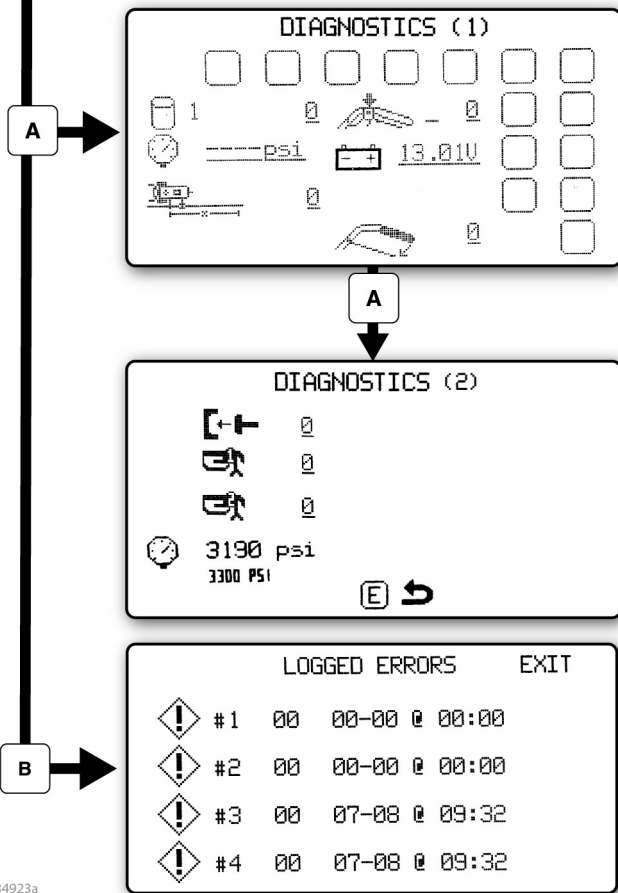 DIAGNOSTICS (1)
1 0 _ 0
A
-----psi - + 13.01V
0
x
0
A
DIAGNOSTICS (2)
0
0
0
3190 psi
3300 PSI
E
LOGGED ERRORS EXIT
! #1 00 00-00 @ 00:00
! #2 00 00-00 @ 00:00
B
! #3 00 07-08 @ 09:32
! #4 00 07-08 @ 09:32